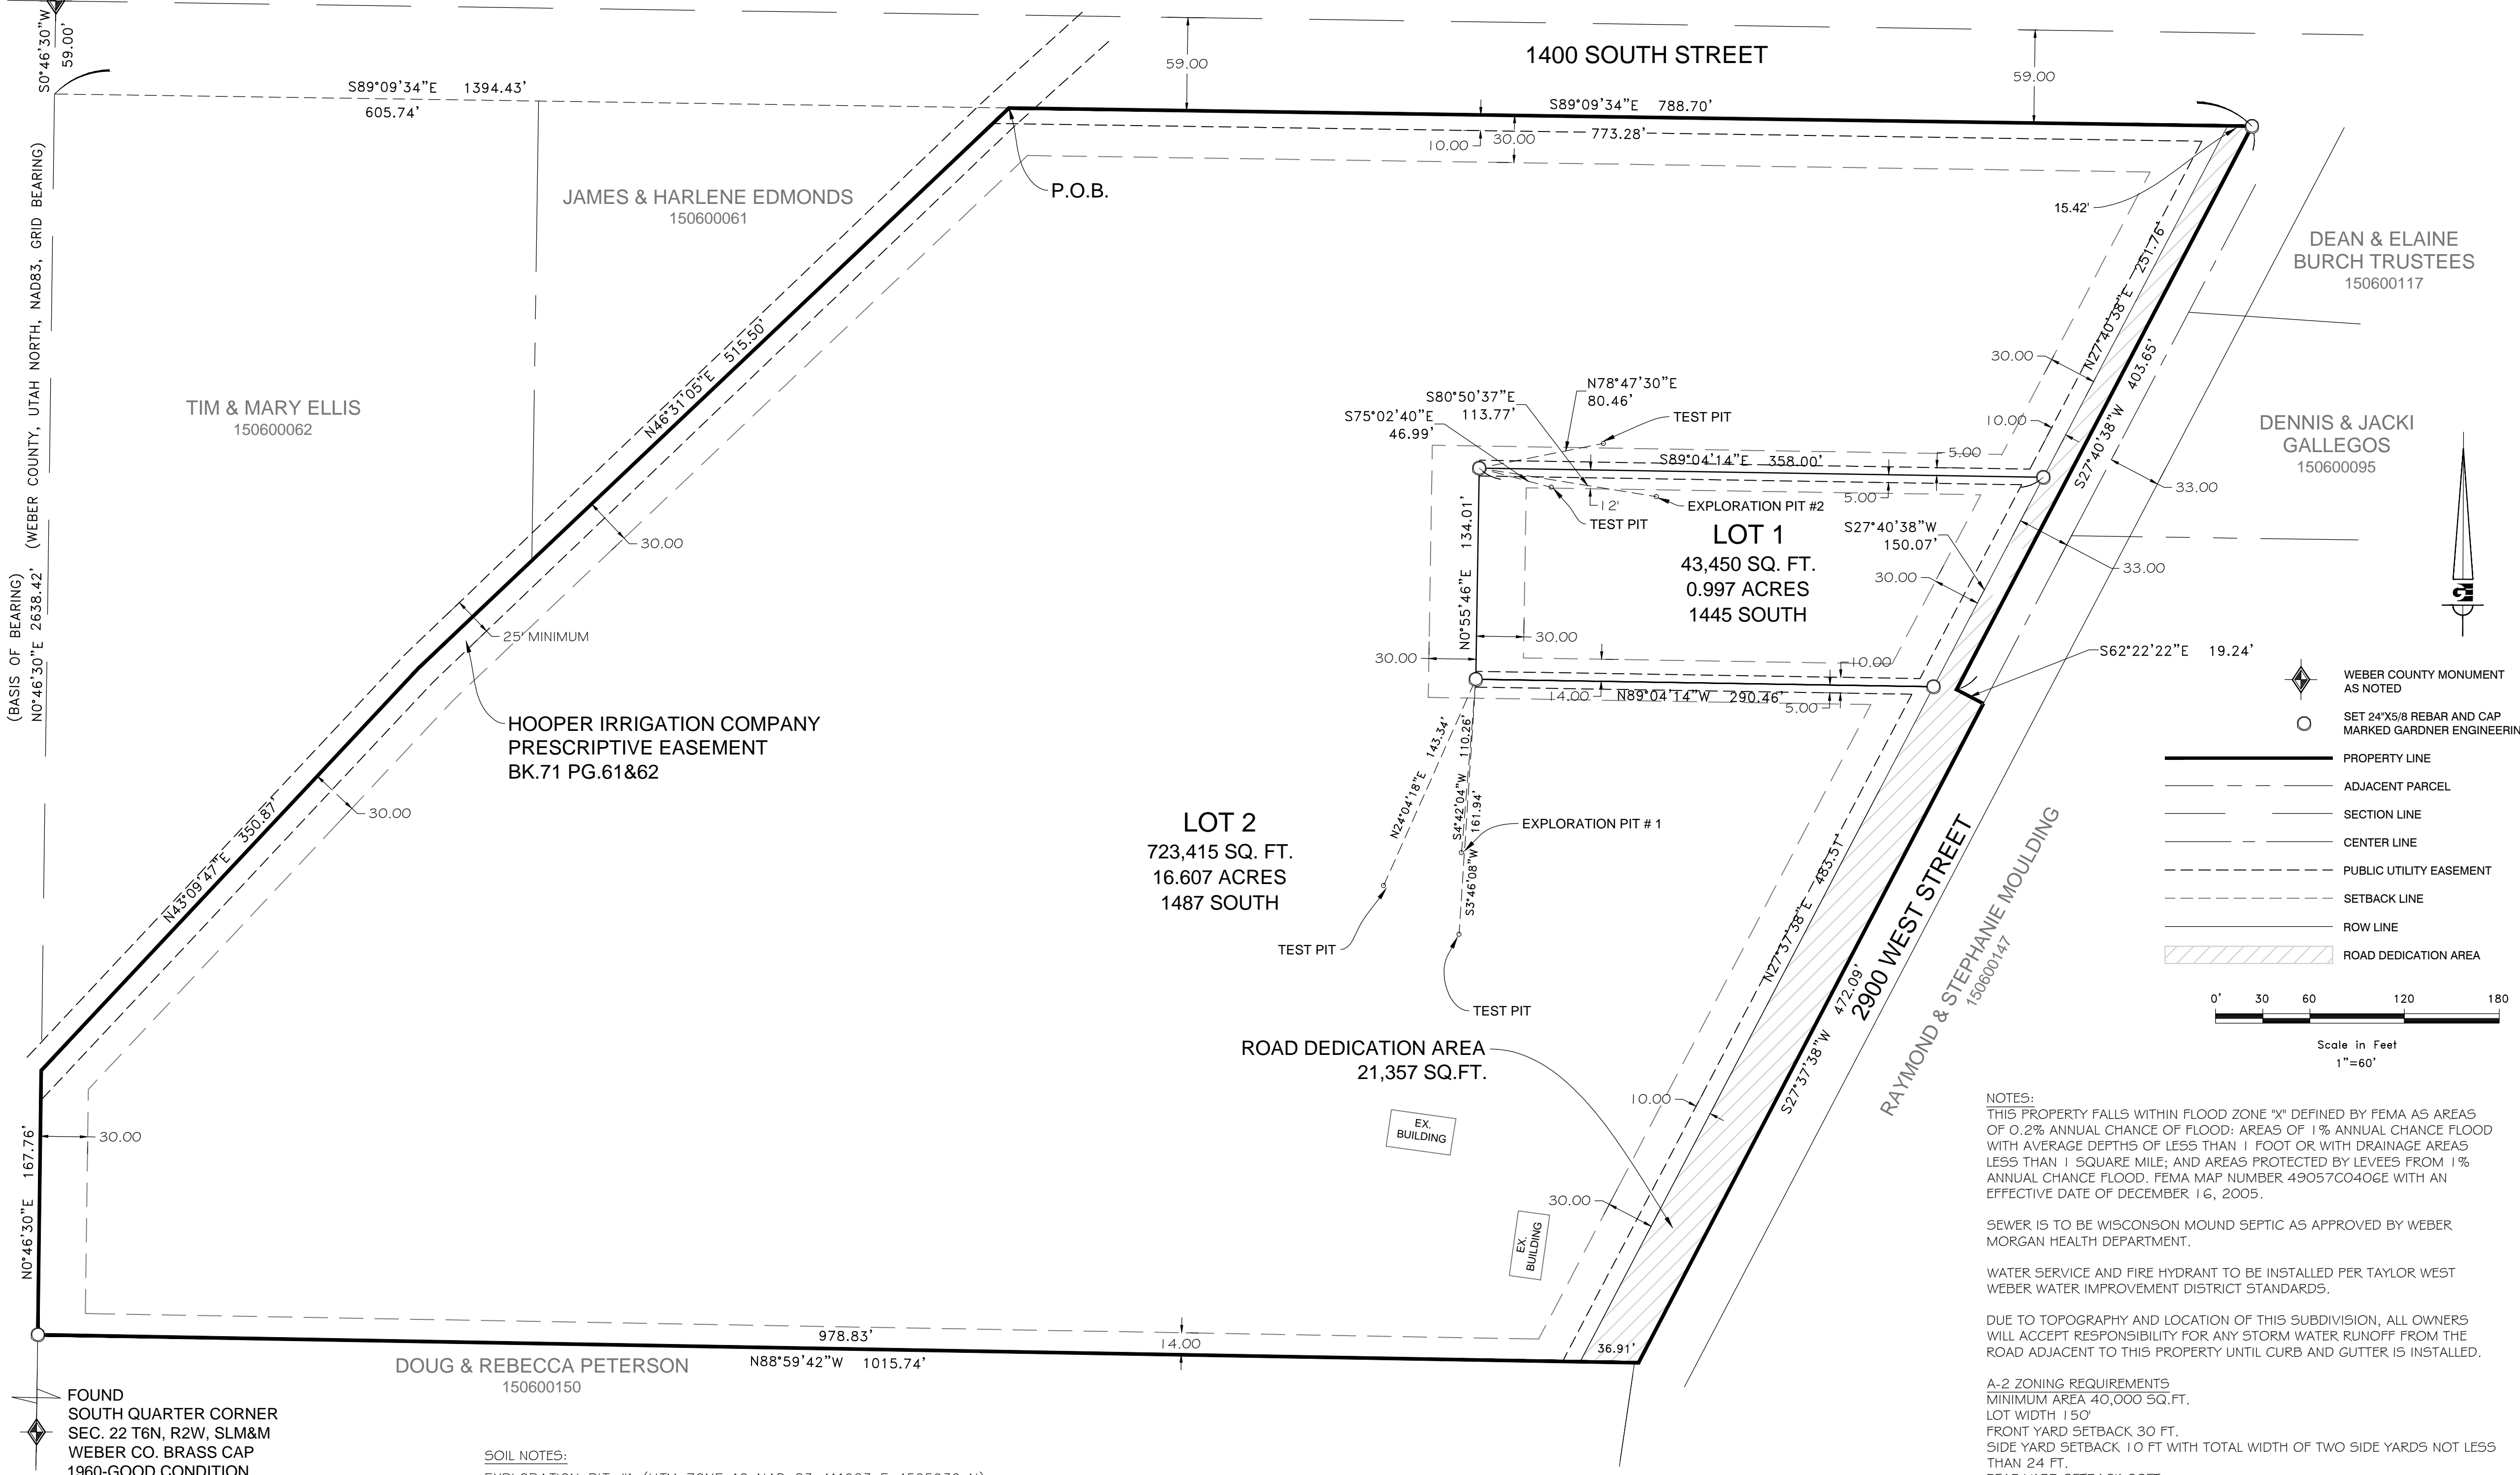 S0°46'30"W
59.00'
S89°09'34"E 1394.43'
605.74'
59.00
1400 SOUTH STREET
59.00
S89°09'34"E 788.70'
773.28'
10.00
30.00
P.O.B.
15.42'
JAMES & HARLENE EDMONDS
150600061
TIM & MARY ELLIS
150600062
DEAN & ELAINE
BURCH TRUSTEES
150600117
DENNIS & JACKI
GALLEGOS
150600095
(BASIS OF BEARING)
N0°46'30"E 2638.42' (WEBER COUNTY, UTAH NORTH, NAD83, GRID BEARING)
N46°31'05"E 515.50'
N27°40'38"E 251.76'
S27°40'38"W 403.65'
30.00
10.00
33.00
33.00
N78°47'30"E
80.46'
S80°50'37"E
113.77'
S75°02'40"E
46.99'
TEST PIT
S89°04'14"E 358.00'
5.00
5.00
12'
TEST PIT
EXPLORATION PIT #2
LOT 1
43,450 SQ. FT.
0.997 ACRES
1445 SOUTH
S27°40'38"W
150.07'
30.00
N0°55'46"E 134.01'
30.00
30.00
10.00
14.00
N89°04'14"W 290.46'
5.00
S62°22'22"E 19.24'
30.00
25' MINIMUM
HOOPER IRRIGATION COMPANY
PRESCRIPTIVE EASEMENT
BK.71 PG.61&62
30.00
N43°09'47"E 350.87'
N24°04'18"E 143.34'
S4°42'04"W 110.26'
S3°46'08"W 161.94'
EXPLORATION PIT # 1
TEST PIT
TEST PIT
LOT 2
723,415 SQ. FT.
16.607 ACRES
1487 SOUTH
N27°37'38"E 483.51'
S27°37'38"W 472.09'
2900 WEST STREET
RAYMOND & STEPHANIE MOULDING
150600147
ROAD DEDICATION AREA
21,357 SQ.FT.
10.00
30.00
EX.
BUILDING
EX.
BUILDING
N0°46'30"E 167.76'
30.00
978.83'
14.00
36.91'
N88°59'42"W 1015.74'
DOUG & REBECCA PETERSON
150600150
FOUND
SOUTH QUARTER CORNER
SEC. 22 T6N, R2W, SLM&M
WEBER CO. BRASS CAP
1960-GOOD CONDITION
SOIL NOTES:
WEBER COUNTY MONUMENT
AS NOTED
SET 24"X5/8 REBAR AND CAP
MARKED GARDNER ENGINEERIN
PROPERTY LINE
ADJACENT PARCEL
SECTION LINE
CENTER LINE
PUBLIC UTILITY EASEMENT
SETBACK LINE
ROW LINE
ROAD DEDICATION AREA
0' 30 60 120 180
Scale in Feet
1"=60'
NOTES:
THIS PROPERTY FALLS WITHIN FLOOD ZONE "X" DEFINED BY FEMA AS AREAS
OF 0.2% ANNUAL CHANCE OF FLOOD: AREAS OF 1% ANNUAL CHANCE FLOOD
WITH AVERAGE DEPTHS OF LESS THAN 1 FOOT OR WITH DRAINAGE AREAS
LESS THAN 1 SQUARE MILE; AND AREAS PROTECTED BY LEVEES FROM 1%
ANNUAL CHANCE FLOOD. FEMA MAP NUMBER 49057C0406E WITH AN
EFFECTIVE DATE OF DECEMBER 16, 2005.
SEWER IS TO BE WISCONSON MOUND SEPTIC AS APPROVED BY WEBER
MORGAN HEALTH DEPARTMENT.
WATER SERVICE AND FIRE HYDRANT TO BE INSTALLED PER TAYLOR WEST
WEBER WATER IMPROVEMENT DISTRICT STANDARDS.
DUE TO TOPOGRAPHY AND LOCATION OF THIS SUBDIVISION, ALL OWNERS
WILL ACCEPT RESPONSIBILITY FOR ANY STORM WATER RUNOFF FROM THE
ROAD ADJACENT TO THIS PROPERTY UNTIL CURB AND GUTTER IS INSTALLED.
A-2 ZONING REQUIREMENTS
MINIMUM AREA 40,000 SQ.FT.
LOT WIDTH 150'
FRONT YARD SETBACK 30 FT.
SIDE YARD SETBACK 10 FT WITH TOTAL WIDTH OF TWO SIDE YARDS NOT LESS
THAN 24 FT.